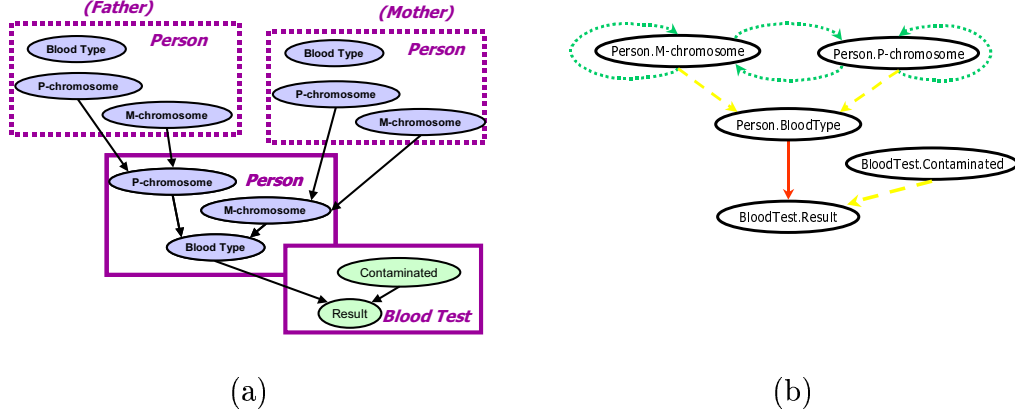 (Father)
Blood Type
Person
P-chromosome
M-chromosome
(Mother)
Blood Type
Person
P-chromosome
M-chromosome
P-chromosome
Person
M-chromosome
Blood Type
Contaminated
Result
Blood Test
(a)
Person.M-chromosome
Person.P-chromosome
Person.BloodType
BloodTest.Contaminated
BloodTest.Result
(b)